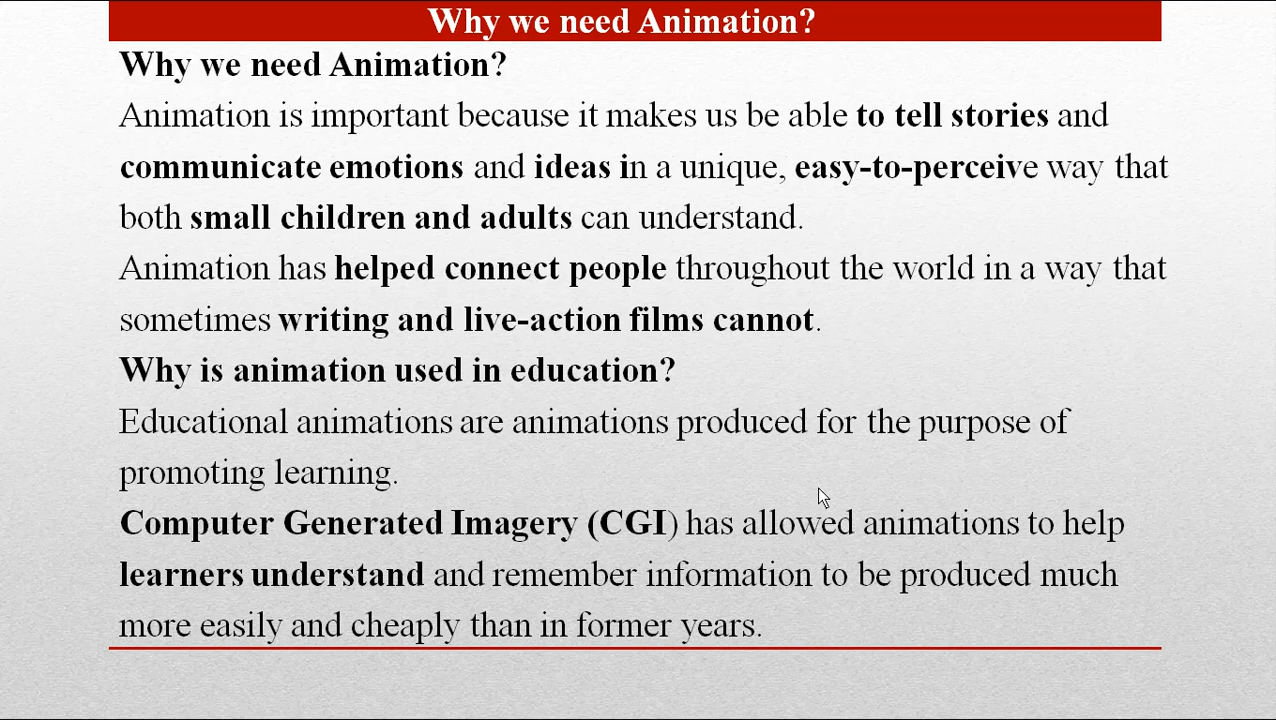 Why we need Animation?
Why we need Animation?
Animation is important because it makes us be able to tell stories and
communicate emotions and ideas in a unique, easy-to-perceive way that
both small children and adults can understand.
Animation has helped connect people throughout the world in a way that
sometimes writing and live-action films cannot.
Why is animation used in education?
Educational animations are animations produced for the purpose of
promoting learning.
Computer Generated Imagery (CGI) has allowed animations to help
learners understand and remember information to be produced much
more easily and cheaply than in former years.